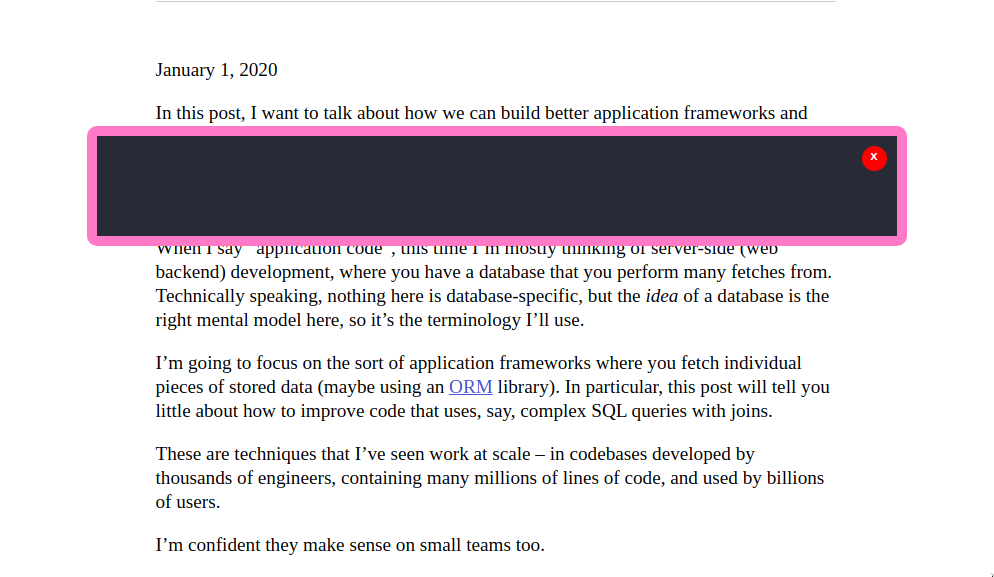 January 1, 2020
In this post, I want to talk about how we can build better application frameworks and
x
When I say "application code", this time I'm mostly thinking of server-side (web
backend) development, where you have a database that you perform many fetches from.
Technically speaking, nothing here is database-specific, but the idea of a database is the
right mental model here, so it’s the terminology I’ll use.
I’m going to focus on the sort of application frameworks where you fetch individual
pieces of stored data (maybe using an ORM library). In particular, this post will tell you
little about how to improve code that uses, say, complex SQL queries with joins.
These are techniques that I’ve seen work at scale – in codebases developed by
thousands of engineers, containing many millions of lines of code, and used by billions
of users.
I’m confident they make sense on small teams too.